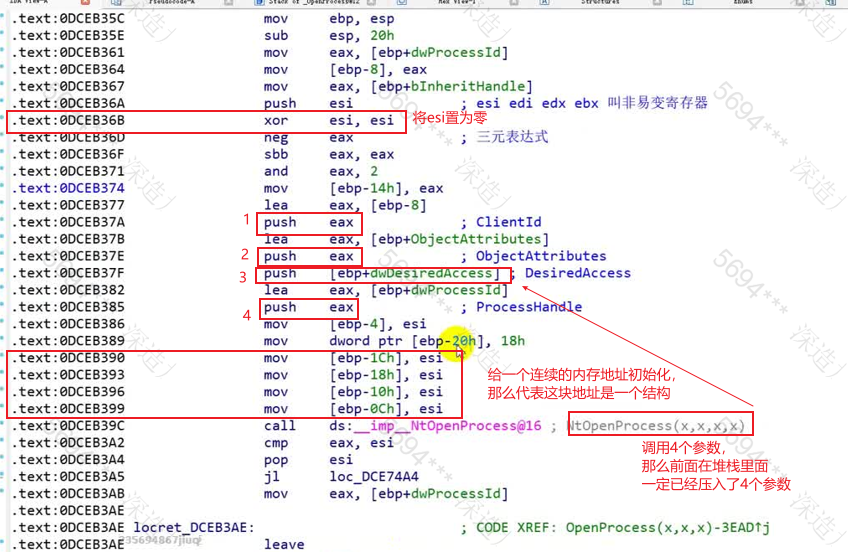 IDA View-A Pseudocode-A Stack of _OpenProcess@12 Hex View-1 Structures Enums
.text:0DCEB35C mov ebp, esp
.text:0DCEB35E sub esp, 20h
.text:0DCEB361 mov eax, [ebp+dwProcessId]
.text:0DCEB364 mov [ebp-8], eax
.text:0DCEB367 mov eax, [ebp+bInheritHandle]
.text:0DCEB36A push esi ; esi edi edx ebx 叫非易变寄存器
.text:0DCEB36B xor esi, esi 将esi置为零
.text:0DCEB36D neg eax ; 三元表达式
.text:0DCEB36F sbb eax, eax
.text:0DCEB371 and eax, 2
.text:0DCEB374 mov [ebp-14h], eax
.text:0DCEB377 lea eax, [ebp-8]
.text:0DCEB37A 1 push eax ; ClientId
.text:0DCEB37B lea eax, [ebp+ObjectAttributes]
.text:0DCEB37E 2 push eax ; ObjectAttributes
.text:0DCEB37F 3 push [ebp+dwDesiredAccess] ; DesiredAccess
.text:0DCEB382 lea eax, [ebp+dwProcessId]
.text:0DCEB385 4 push eax ; ProcessHandle
.text:0DCEB386 mov [ebp-4], esi
.text:0DCEB389 mov dword ptr [ebp-20h], 18h
.text:0DCEB390 mov [ebp-1Ch], esi
.text:0DCEB393 mov [ebp-18h], esi
.text:0DCEB396 mov [ebp-10h], esi
.text:0DCEB399 mov [ebp-0Ch], esi
给一个连续的内存地址初始化，
那么代表这块地址是一个结构
.text:0DCEB39C call ds:__imp__NtOpenProcess@16 ; NtOpenProcess(x,x,x,x)
.text:0DCEB3A2 cmp eax, esi
.text:0DCEB3A4 pop esi
.text:0DCEB3A5 jl loc_DCE74A4
.text:0DCEB3AB mov eax, [ebp+dwProcessId]
调用4个参数，
那么前面在堆栈里面
一定已经压入了4个参数
.text:0DCEB3AE
.text:0DCEB3AE locret_DCEB3AE: ; CODE XREF: OpenProcess(x,x,x)-3EAD↑j
.text:0DCEB3AE leave
深造
5694***